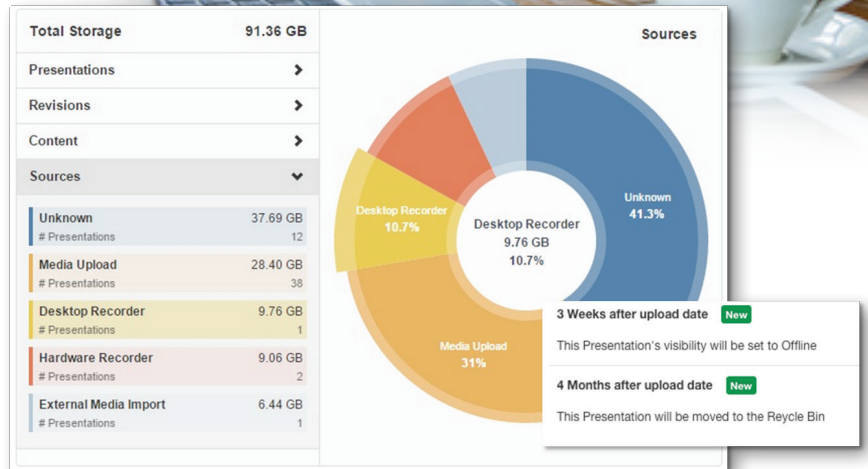 Total Storage 91.36 GB
Presentations
Revisions
Content
Sources
Unknown 37.69 GB
# Presentations 12
Media Upload 28.40 GB
# Presentations 38
Desktop Recorder 9.76 GB
# Presentations 1
Hardware Recorder 9.06 GB
# Presentations 2
External Media Import 6.44 GB
# Presentations 1
Sources
Unknown
41.3%
Desktop Recorder
10.7%
Desktop Recorder
9.76 GB
10.7%
Media Upload
31%
3 Weeks after upload date New
This Presentation's visibility will be set to Offline
4 Months after upload date New
This Presentation will be moved to the Reycle Bin